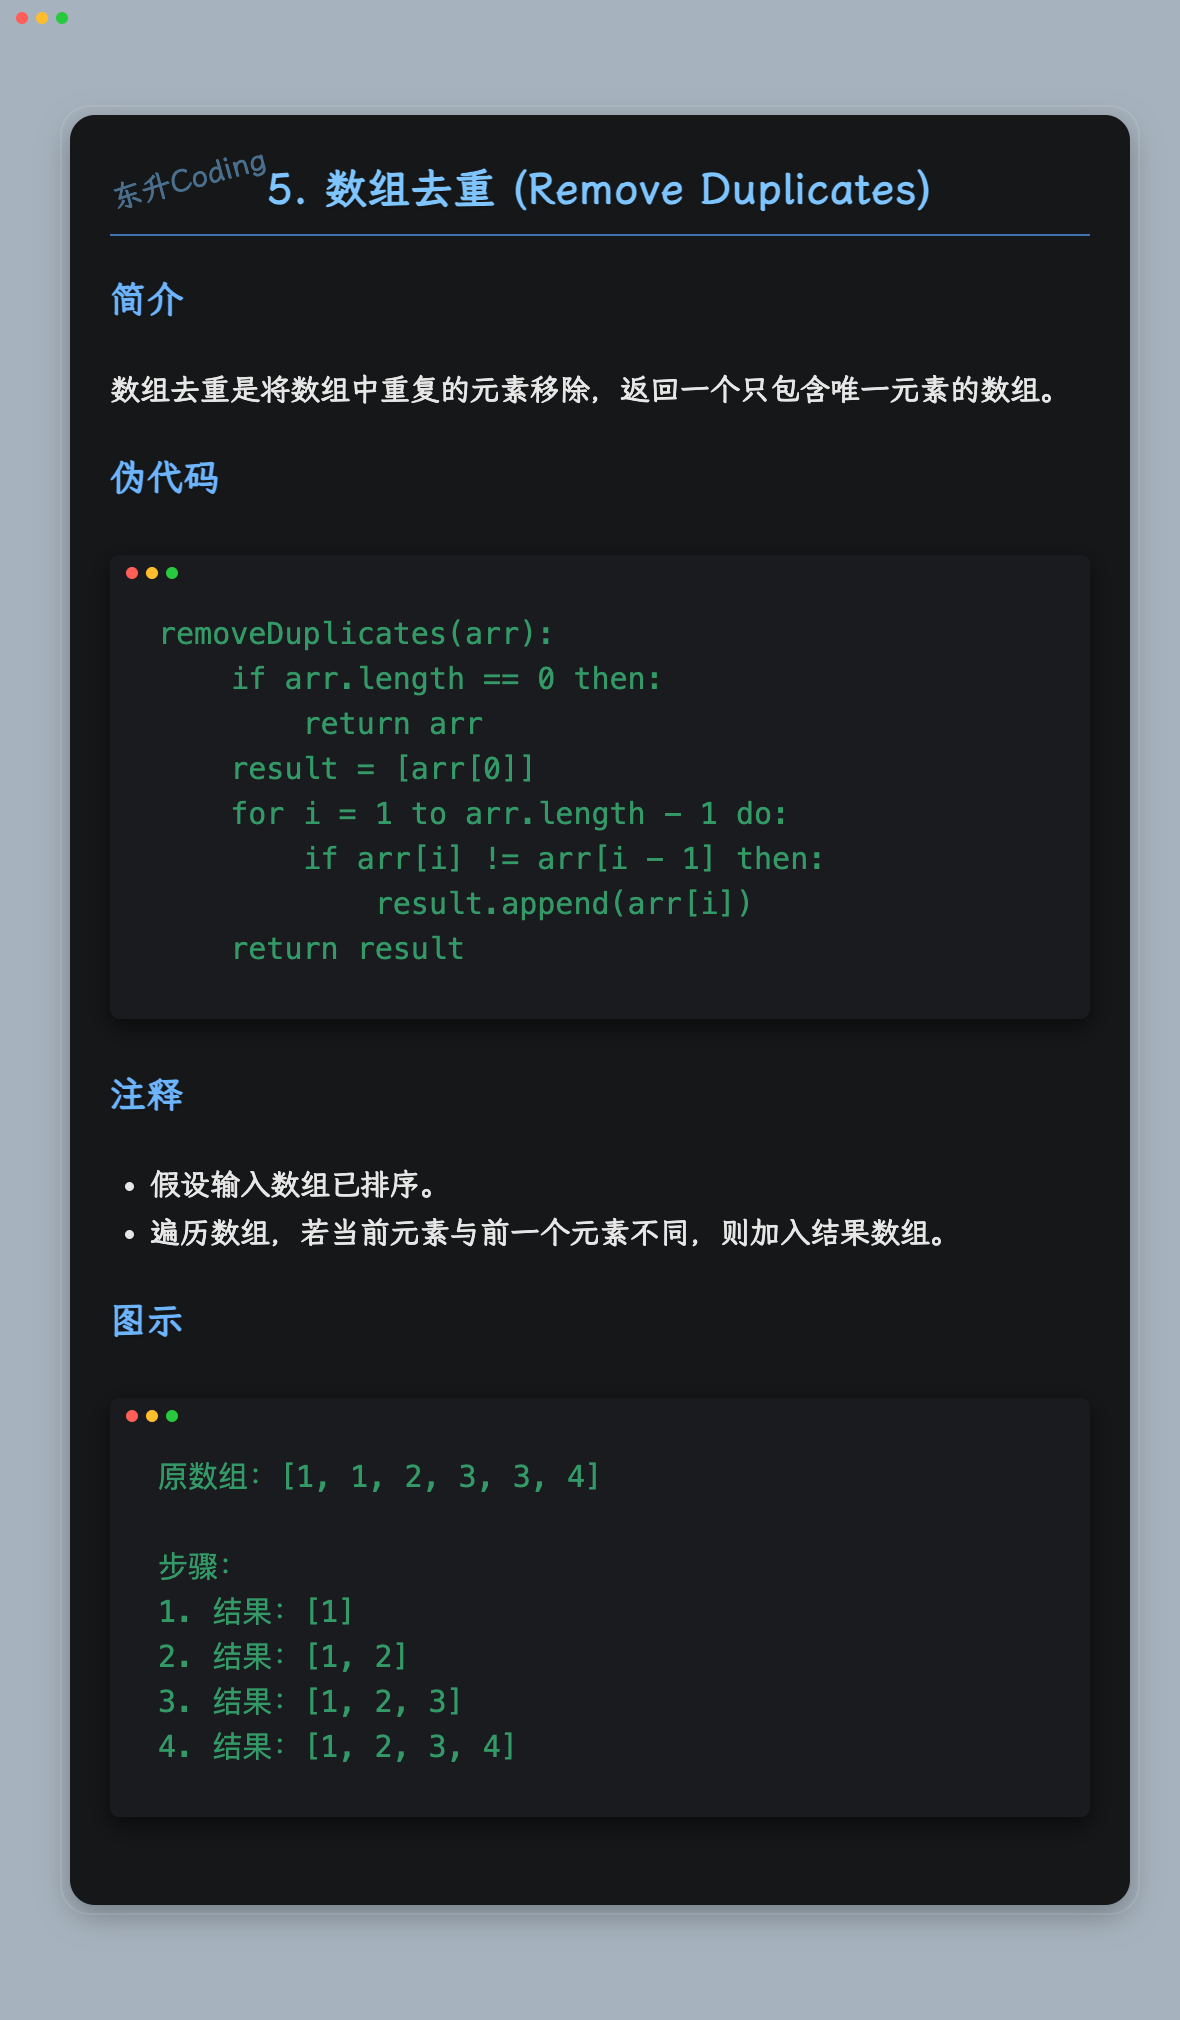 东升Coding
5. 数组去重 (Remove Duplicates)
简介
数组去重是将数组中重复的元素移除，返回一个只包含唯一元素的数组。
伪代码
removeDuplicates(arr):
    if arr.length == 0 then:
        return arr
    result = [arr[0]]
    for i = 1 to arr.length - 1 do:
        if arr[i] != arr[i - 1] then:
            result.append(arr[i])
    return result
注释
• 假设输入数组已排序。
• 遍历数组，若当前元素与前一个元素不同，则加入结果数组。
图示
原数组：[1, 1, 2, 3, 3, 4]
步骤：
1. 结果：[1]
2. 结果：[1, 2]
3. 结果：[1, 2, 3]
4. 结果：[1, 2, 3, 4]